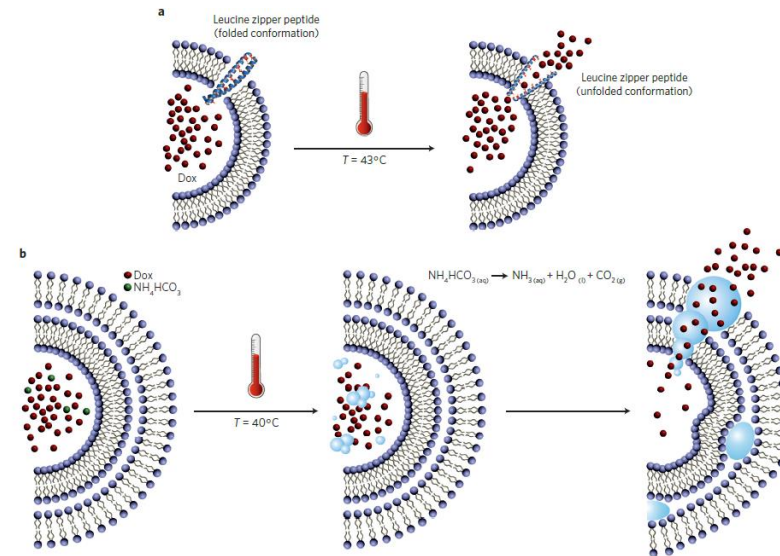 a
Leucine zipper peptide
(folded conformation)
Leucine zipper peptide
(unfolded conformation)
Dox
T = 43°C
b
Dox
NH₄HCO₃
NH₄HCO₃ (aq) → NH₃ (aq) + H₂O (l) + CO₂ (g)
T = 40°C